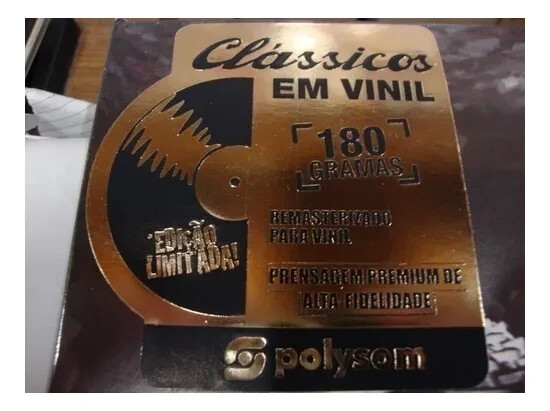 Clássicos
EM VINIL
180
GRAMAS
REMASTERIZADO
PARA VINIL
EDIÇÃO
LIMITADA!
PRENSAGEM PREMIUM DE
ALTA FIDELIDADE
polysom